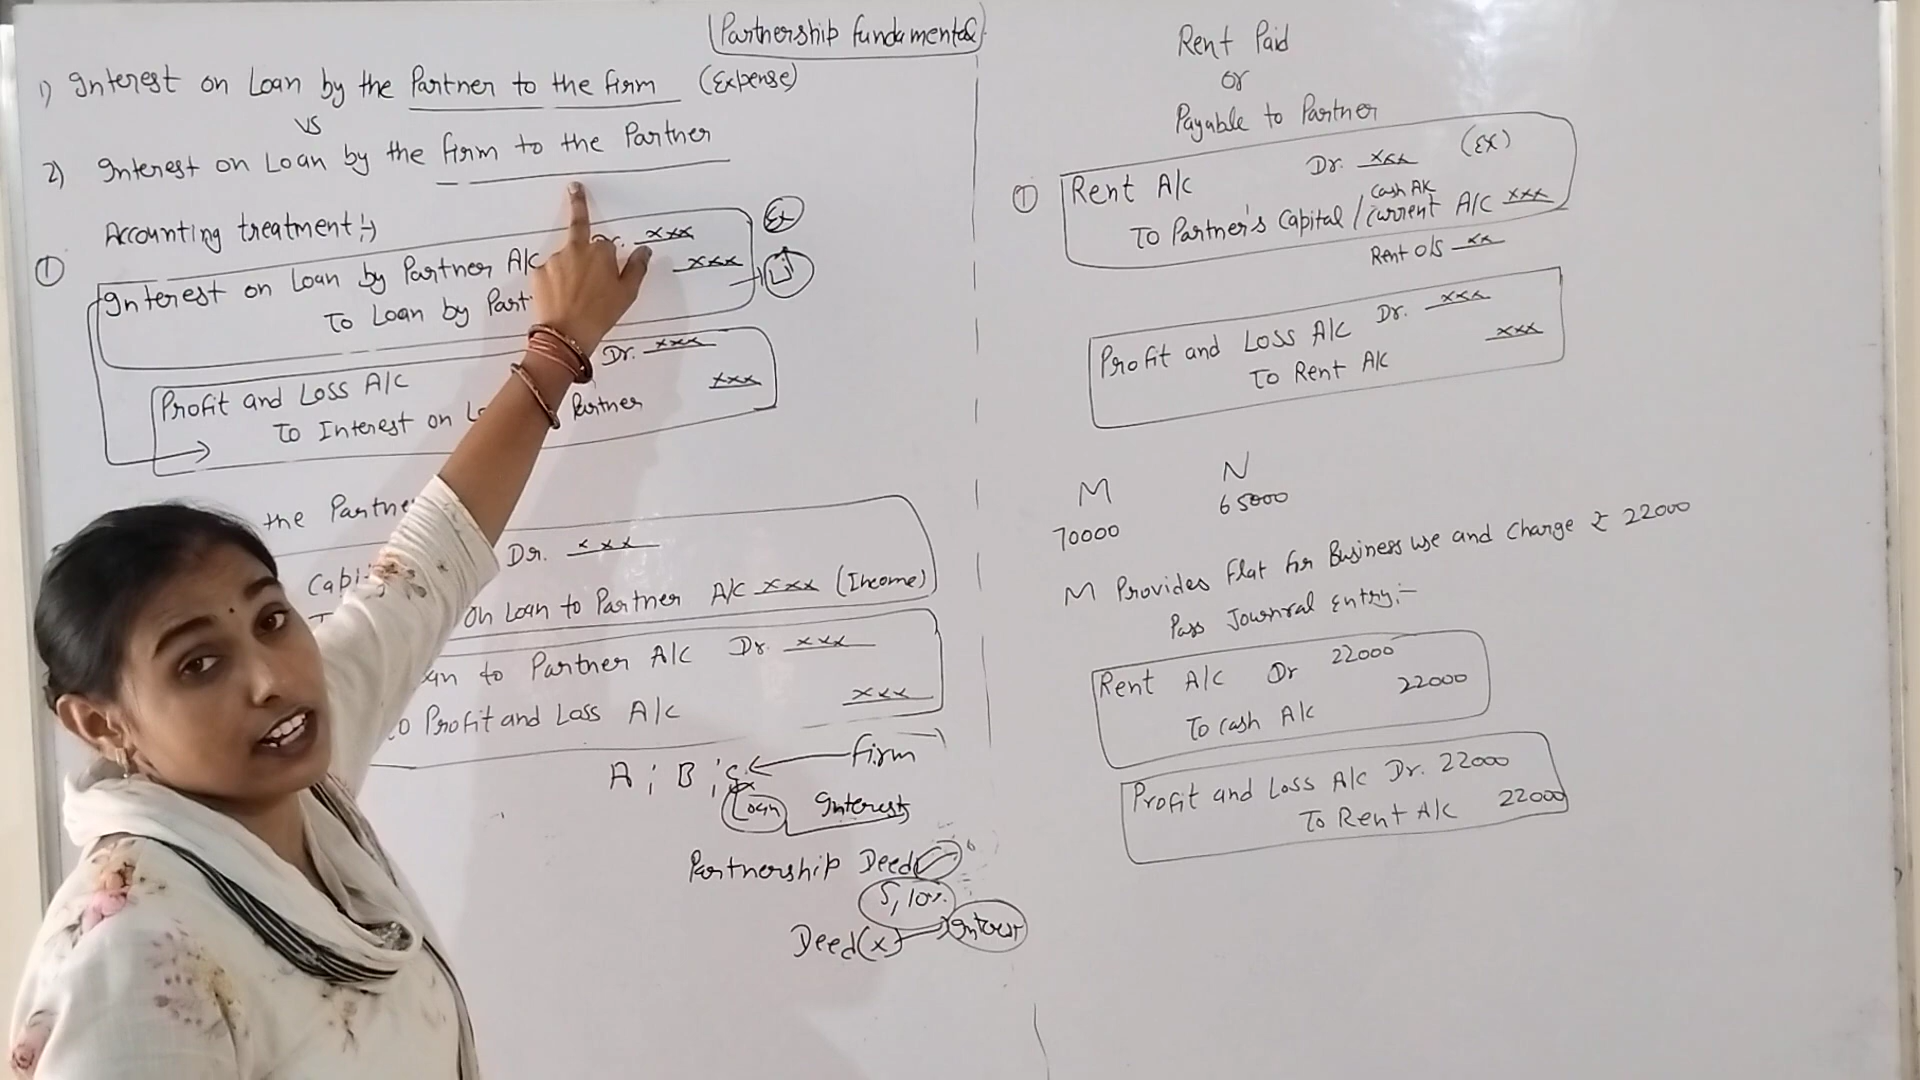 Partnership Fundamentals
1) Interest on Loan by the Partner to the firm (Expense)
VS
2) Interest on Loan by the firm to the Partner
Accounting treatment :-)
① Interest on Loan by Partner A/c Dr. xxx Ex
To Loan by Part xxx
Profit and Loss A/c Dr. xxx
To Interest on Partner xxx
the Partne
Capi Dr. xxx
on Loan to Partner A/c xxx (Income)
to Partner A/c Dr. xxx
To Profit and Loss A/c xxx
A ; B ; firm
Loan Interest
Partnership Deed
5, 10%
Deed (x) Interest
Rent Paid
or
Payable to Partner
① Rent A/c Dr. xxx (Ex)
Cash A/c
To Partner's Capital / Current A/c xxx
Rent O/S xx
Profit and Loss A/c Dr. xxx
To Rent A/c xxx
M N
70000 65000
M Provides flat for Business use and charge ₹ 22000
Pass Journral Entry :-
Rent A/c Dr 22000
To cash A/c 22000
Profit and Loss A/c Dr. 22000
To Rent A/c 22000